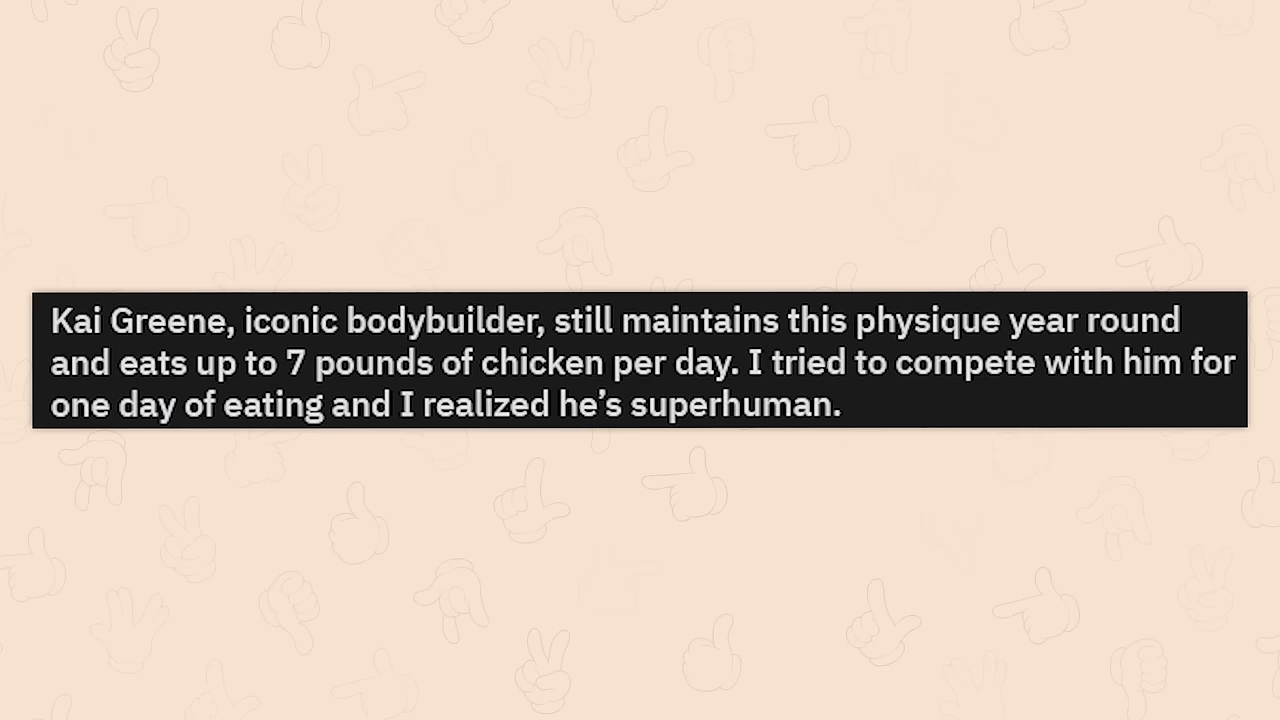 Kai Greene, iconic bodybuilder, still maintains this physique year round
and eats up to 7 pounds of chicken per day. I tried to compete with him for
one day of eating and I realized he’s superhuman.